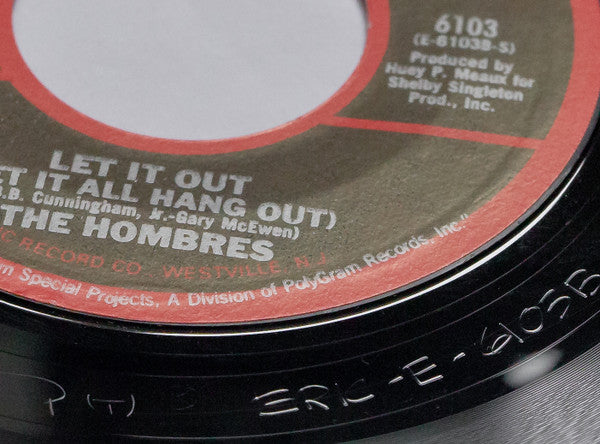 6103
(E-6103B-S)
Produced by
Huey P. Meaux for
Shelby Singleton
Prod., Inc.
LET IT OUT
T IT ALL HANG OUT)
.B. Cunningham, Jr.-Gary McEwen)
THE HOMBRES
IC RECORD CO. WESTVILLE, N.J.
m Special Projects, A Division of PolyGram Records, Inc."
P (T) ERIC-E-6103B